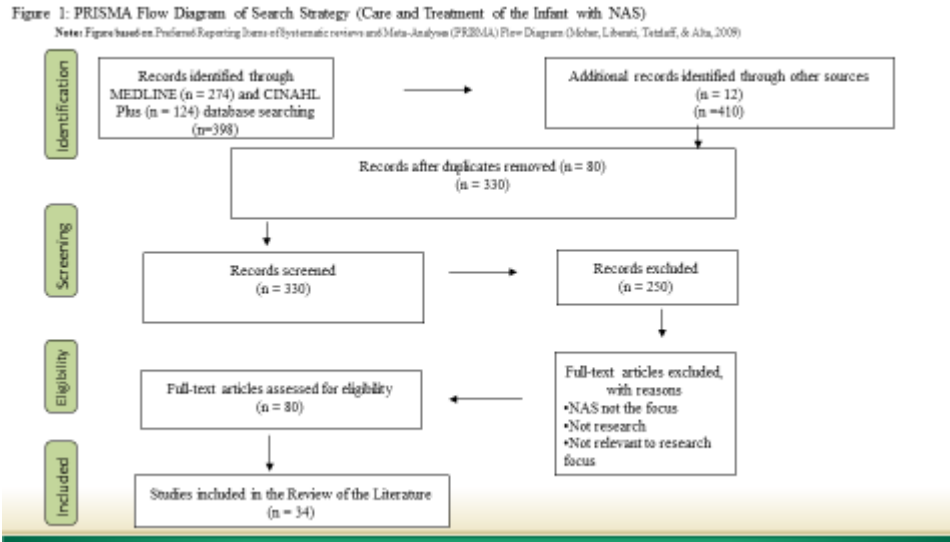 Figure 1: PRISMA Flow Diagram of Search Strategy (Care and Treatment of the Infant with NAS)
Note: Figure based on Preferred Reporting Items of Systematic reviews and Meta-Analyses (PRISMA) Flow Diagram (Moher, Liberati, Tetzlaff, & Alta, 2009)
Identification
Records identified through
MEDLINE (n = 274) and CINAHL
Plus (n = 124) database searching
(n=398)
Additional records identified through other sources
(n = 12)
(n =410)
Records after duplicates removed (n = 80)
(n = 330)
Screening
Records screened
(n = 330)
Records excluded
(n = 250)
Eligibility
Full-text articles excluded,
with reasons
•NAS not the focus
•Not research
•Not relevant to research
focus
Full-text articles assessed for eligibility
(n = 80)
Included
Studies included in the Review of the Literature
(n = 34)